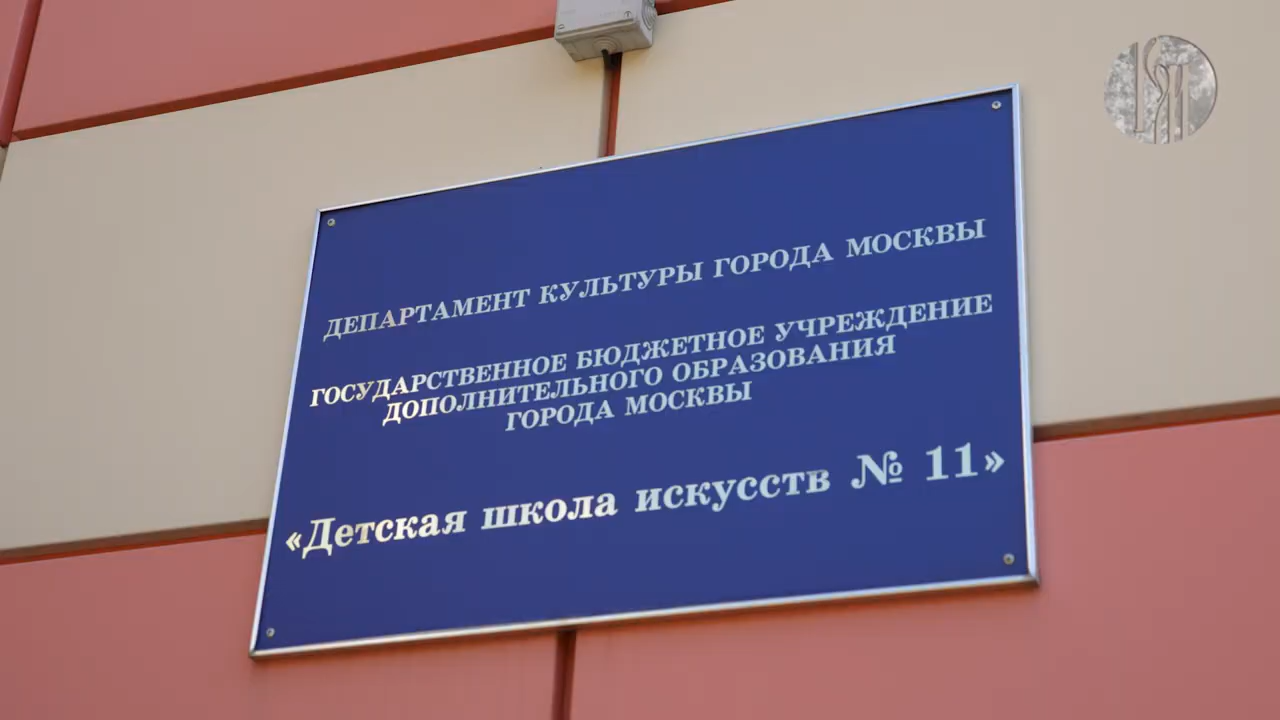 ДЕПАРТАМЕНТ КУЛЬТУРЫ ГОРОДА МОСКВЫ
ГОСУДАРСТВЕННОЕ БЮДЖЕТНОЕ УЧРЕЖДЕНИЕ
ДОПОЛНИТЕЛЬНОГО ОБРАЗОВАНИЯ
ГОРОДА МОСКВЫ
«Детская школа искусств № 11»